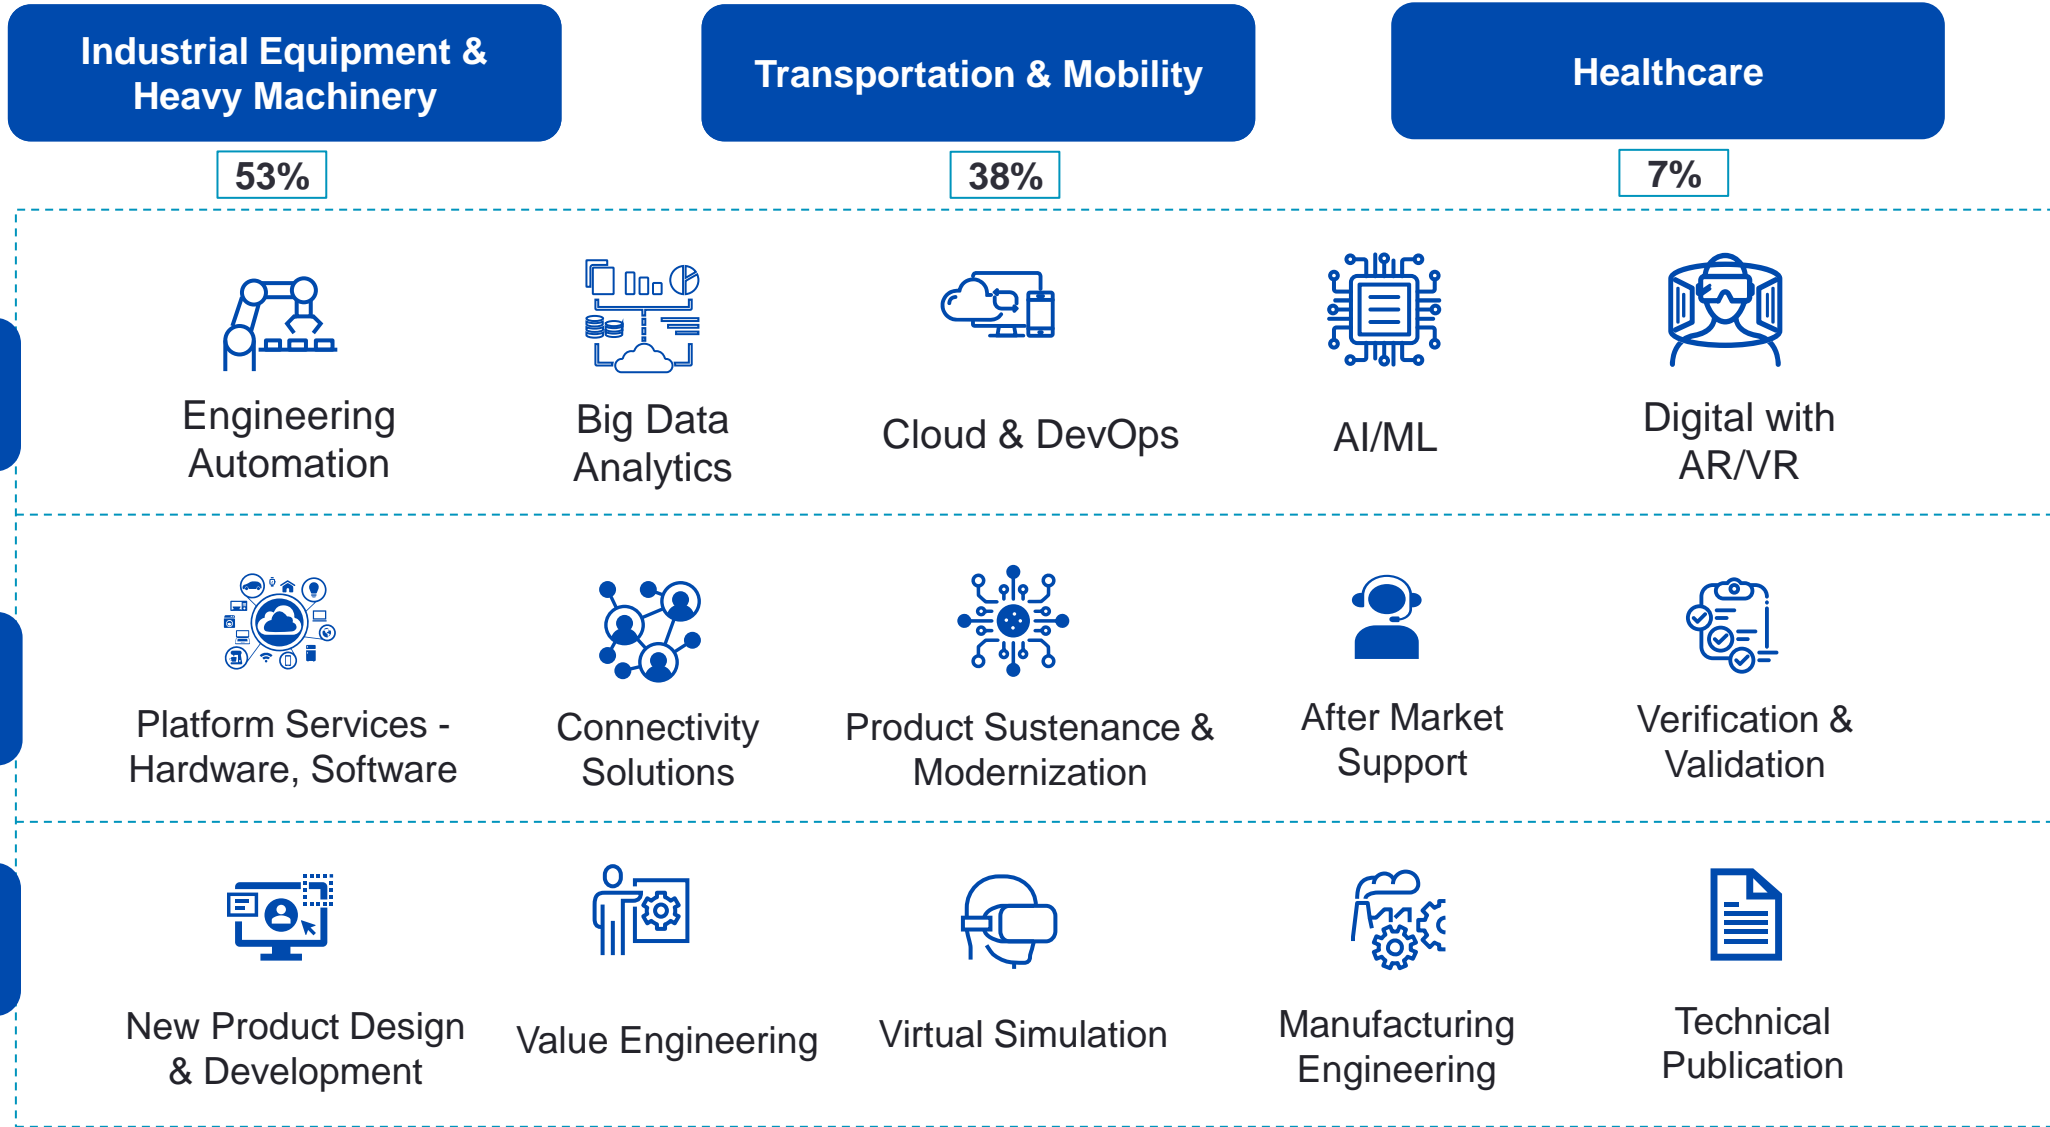 Industrial Equipment &
Heavy Machinery
Transportation & Mobility
Healthcare
53%
38%
7%
Engineering
Automation
Big Data
Analytics
Cloud & DevOps
AI/ML
Digital with
AR/VR
Platform Services -
Hardware, Software
Connectivity
Solutions
Product Sustenance &
Modernization
After Market
Support
Verification &
Validation
New Product Design
& Development
Value Engineering
Virtual Simulation
Manufacturing
Engineering
Technical
Publication